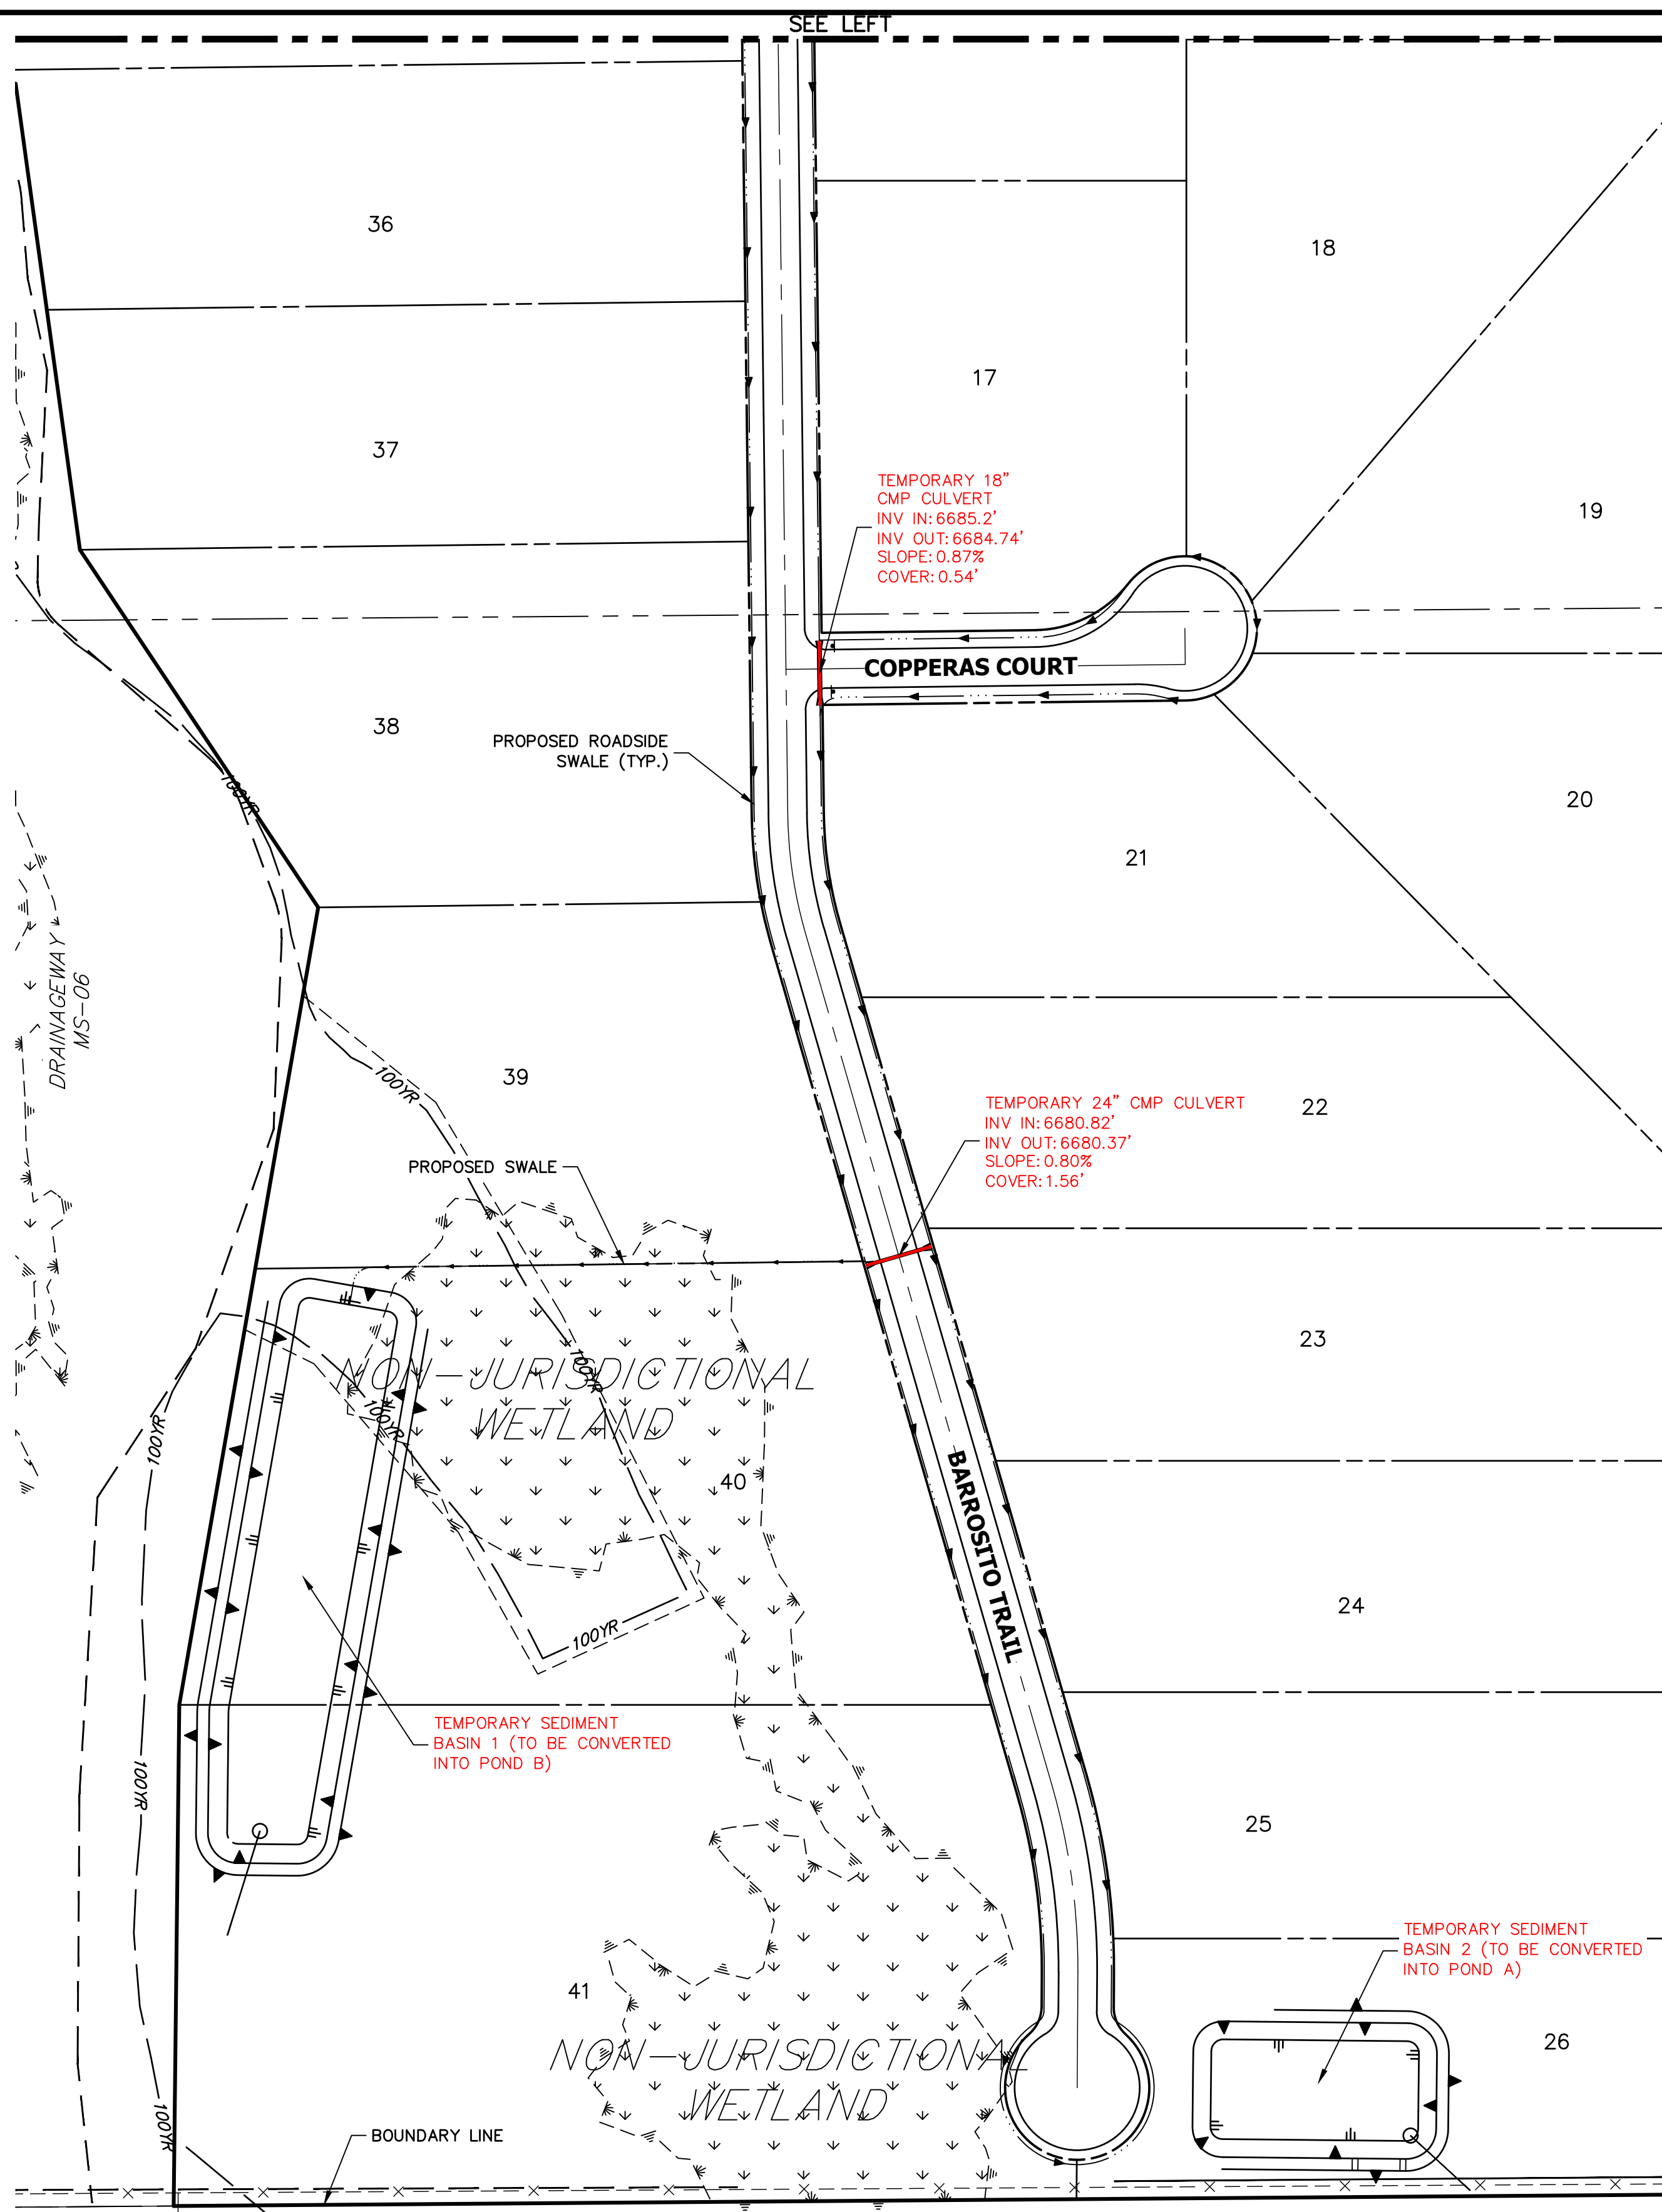 SEE LEFT
36
18
17
37
TEMPORARY 18"
CMP CULVERT
INV IN: 6685.2'
INV OUT: 6684.74'
SLOPE: 0.87%
COVER: 0.54'
19
COPPERAS COURT
38
PROPOSED ROADSIDE
SWALE (TYP.)
100YR
20
21
DRAINAGEWAY
MS-06
39
100YR
TEMPORARY 24" CMP CULVERT
INV IN: 6680.82'
INV OUT: 6680.37'
SLOPE: 0.80%
COVER: 1.56'
22
PROPOSED SWALE
23
NON-JURISDICTIONAL
WETLAND
100YR
100YR
100YR
40
BARROSITO TRAIL
24
100YR
TEMPORARY SEDIMENT
BASIN 1 (TO BE CONVERTED
INTO POND B)
100YR
25
TEMPORARY SEDIMENT
BASIN 2 (TO BE CONVERTED
INTO POND A)
41
26
NON-JURISDICTIONAL
WETLAND
100YR
BOUNDARY LINE